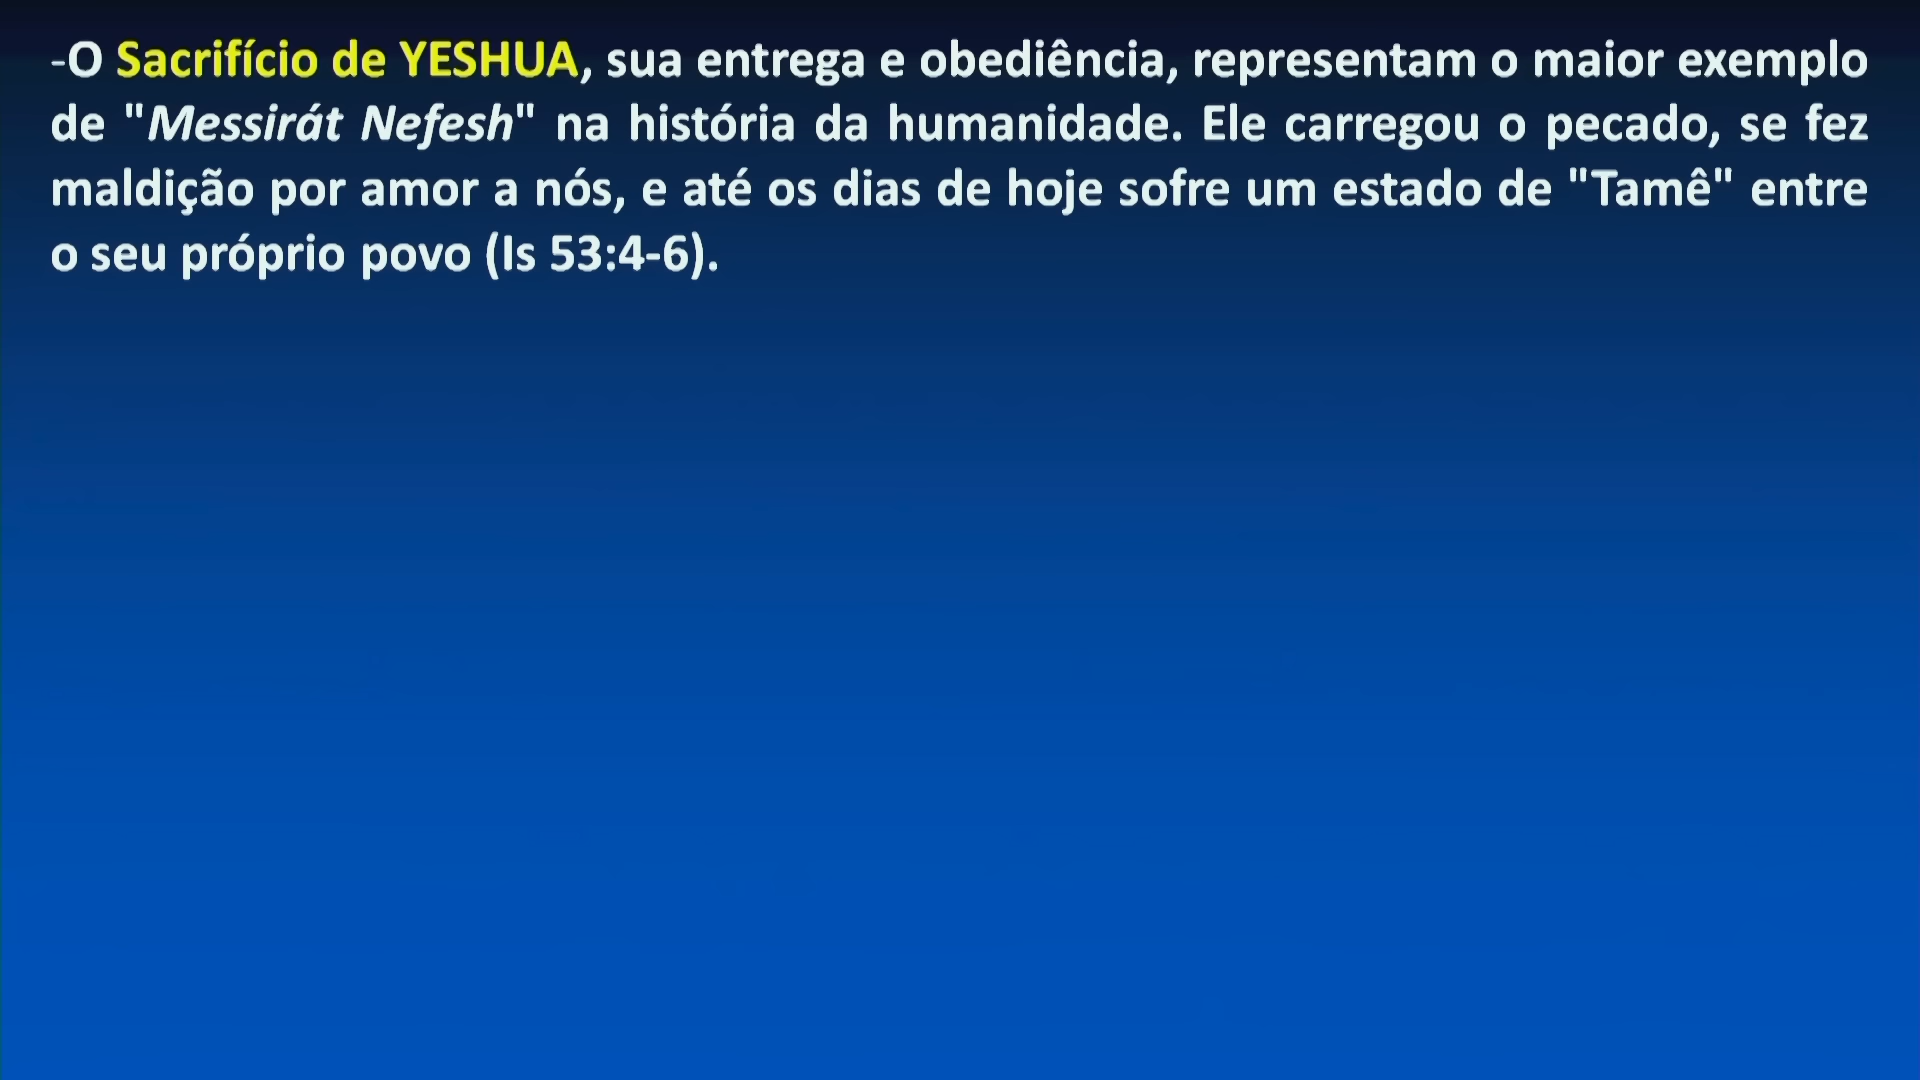 -O Sacrifício de YESHUA, sua entrega e obediência, representam o maior exemplo
de "Messirát Nefesh" na história da humanidade. Ele carregou o pecado, se fez
maldição por amor a nós, e até os dias de hoje sofre um estado de "Tamê" entre
o seu próprio povo (Is 53:4-6).